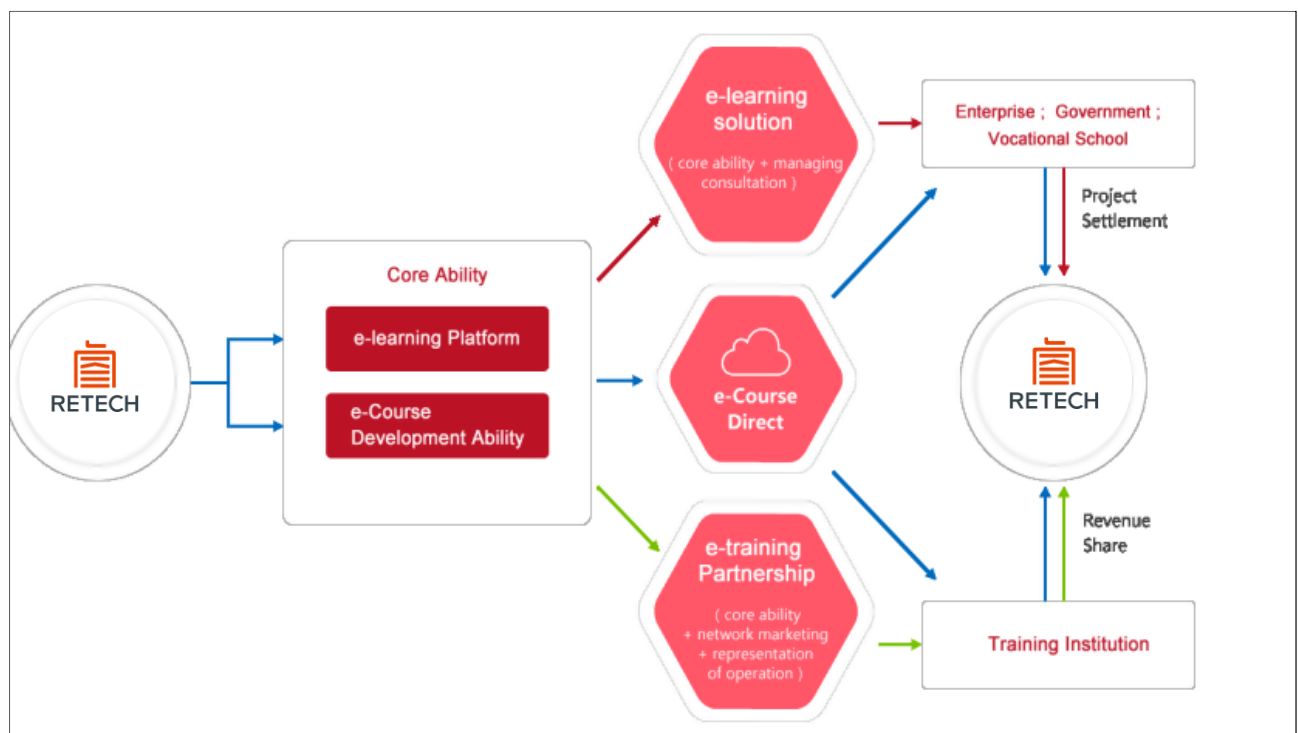 RETECH
Core Ability
e-learning Platform
e-Course
Development Ability
e-learning
solution
( core ability + managing
consultation )
e-Course
Direct
e-training
Partnership
( core ability
+ network marketing
+ representation
of operation )
Enterprise ; Government ;
Vocational School
Project
Settlement
RETECH
Revenue
Share
Training Institution